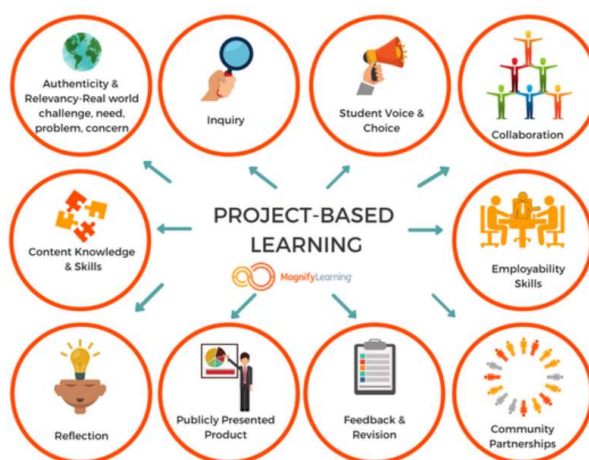 Authenticity &
Relevancy-Real world
challenge, need,
problem, concern
Inquiry
Student Voice &
Choice
Collaboration
PROJECT-BASED
LEARNING
MagnifyLearning
Content Knowledge
& Skills
Employability
Skills
Reflection
Publicly Presented
Product
Feedback &
Revision
Community
Partnerships